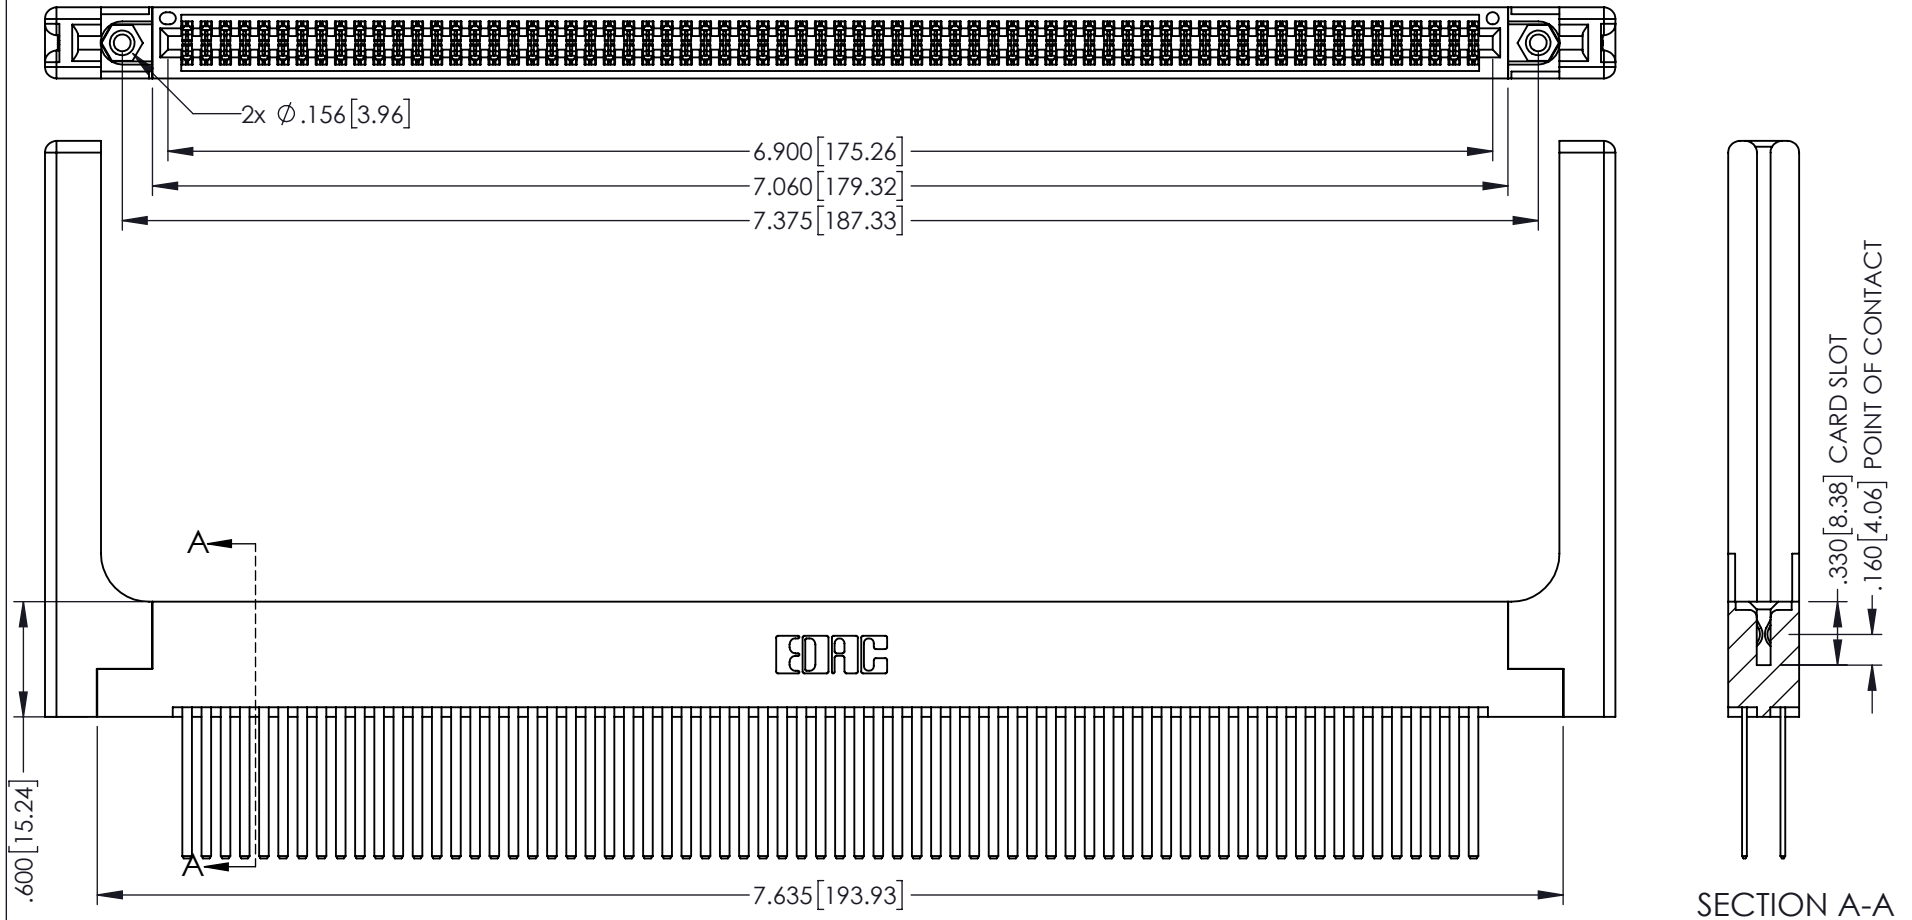 2x Ø.156[3.96]
6.900[175.26]
7.060[179.32]
7.375[187.33]
A
EDAC
A
.600[15.24]
7.635[193.93]
.330[8.38] CARD SLOT
.160[4.06] POINT OF CONTACT
SECTION A-A